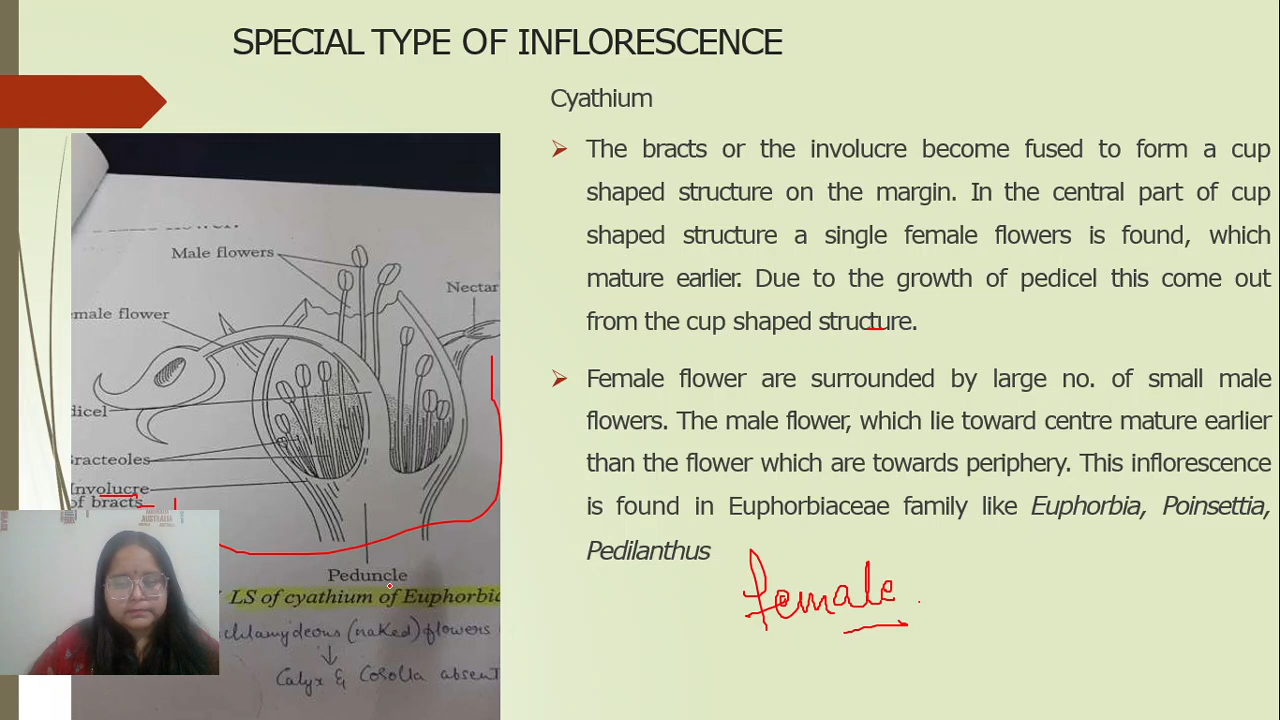 SPECIAL TYPE OF INFLORESCENCE
Cyathium
The bracts or the involucre become fused to form a cup
shaped structure on the margin. In the central part of cup
shaped structure a single female flowers is found, which
mature earlier. Due to the growth of pedicel this come out
from the cup shaped structure.
Female flower are surrounded by large no. of small male
flowers. The male flower, which lie toward centre mature earlier
than the flower which are towards periphery. This inflorescence
is found in Euphorbiaceae family like Euphorbia, Poinsettia,
Pedilanthus
female
Male flowers
Nectar
emale flower
dicel
Bracteoles
Involucre
of bracts
Peduncle
LS of cyathium of Euphorbia
chlamydeous (naked) flowers
Calyx & Corolla absent
AUSTRALIA